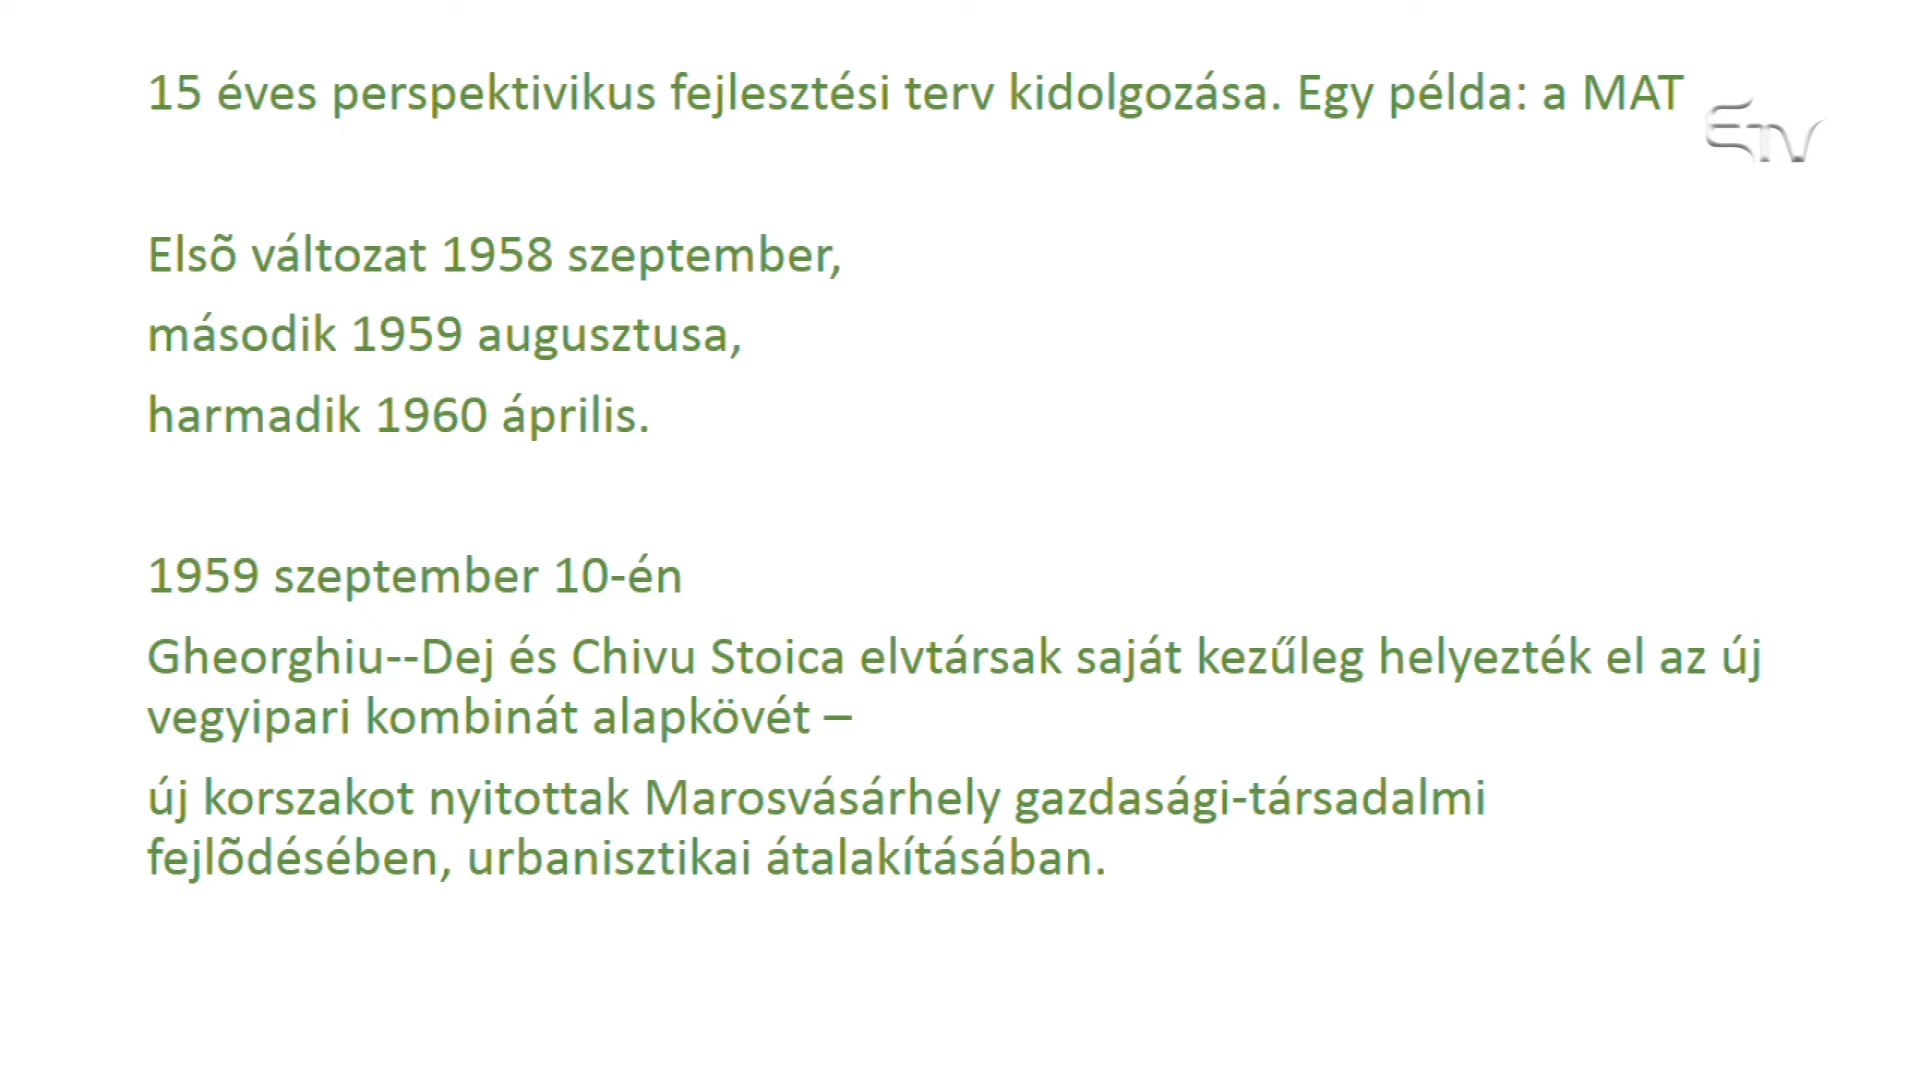 15 éves perspektivikus fejlesztési terv kidolgozása. Egy példa: a MAT
ETV
Elsõ változat 1958 szeptember,
második 1959 augusztusa,
harmadik 1960 április.
1959 szeptember 10-én
Gheorghiu--Dej és Chivu Stoica elvtársak saját kezűleg helyezték el az új
vegyipari kombinát alapkövét –
új korszakot nyitottak Marosvásárhely gazdasági-társadalmi
fejlõdésében, urbanisztikai átalakításában.